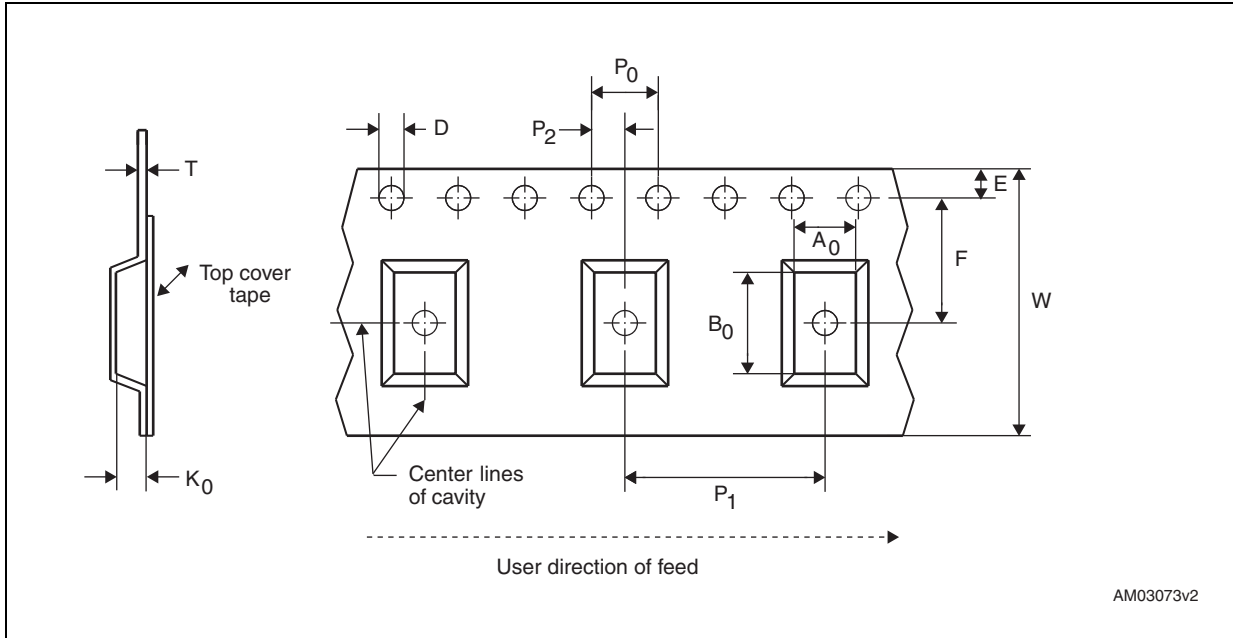 P0
D
P2
T
E
A0
F
Top cover
tape
W
B0
K0
Center lines
of cavity
P1
User direction of feed
AM03073v2